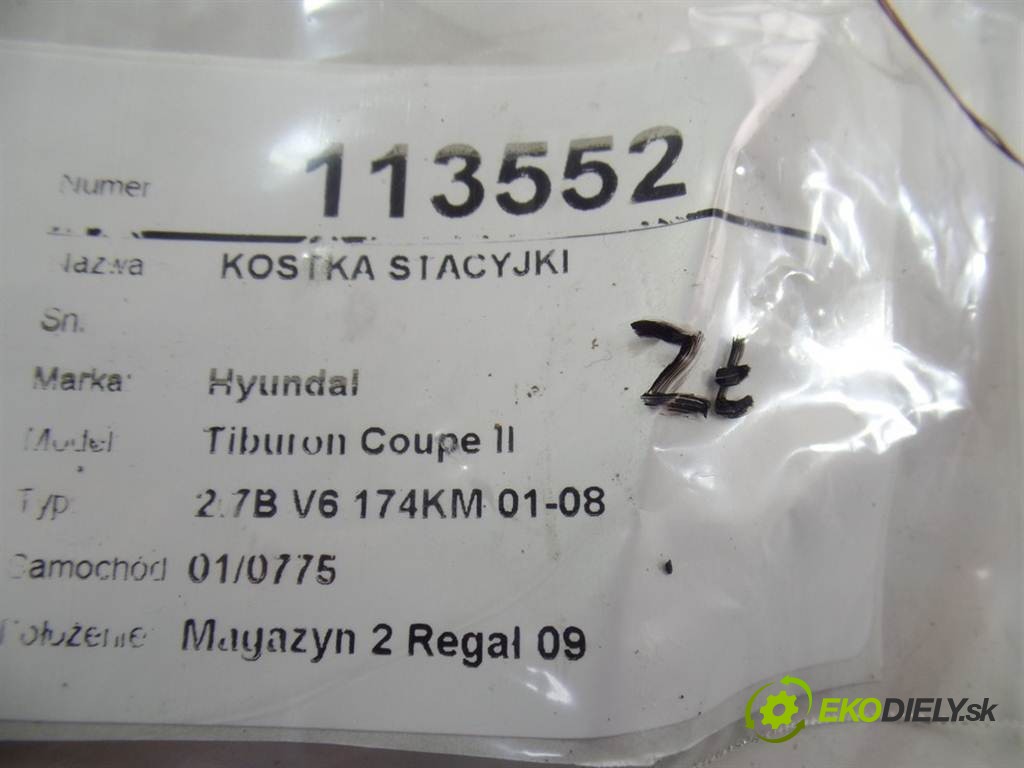 Numer 113552
Nazwa KOSTKA STACYJKI
Sn.
Marka: Hyundai
Model Tiburon Coupe II
Typ 2.7B V6 174KM 01-08
Samochód 01/0775
Położenie Magazyn 2 Regał 09
Zł
EKODIELY.sk